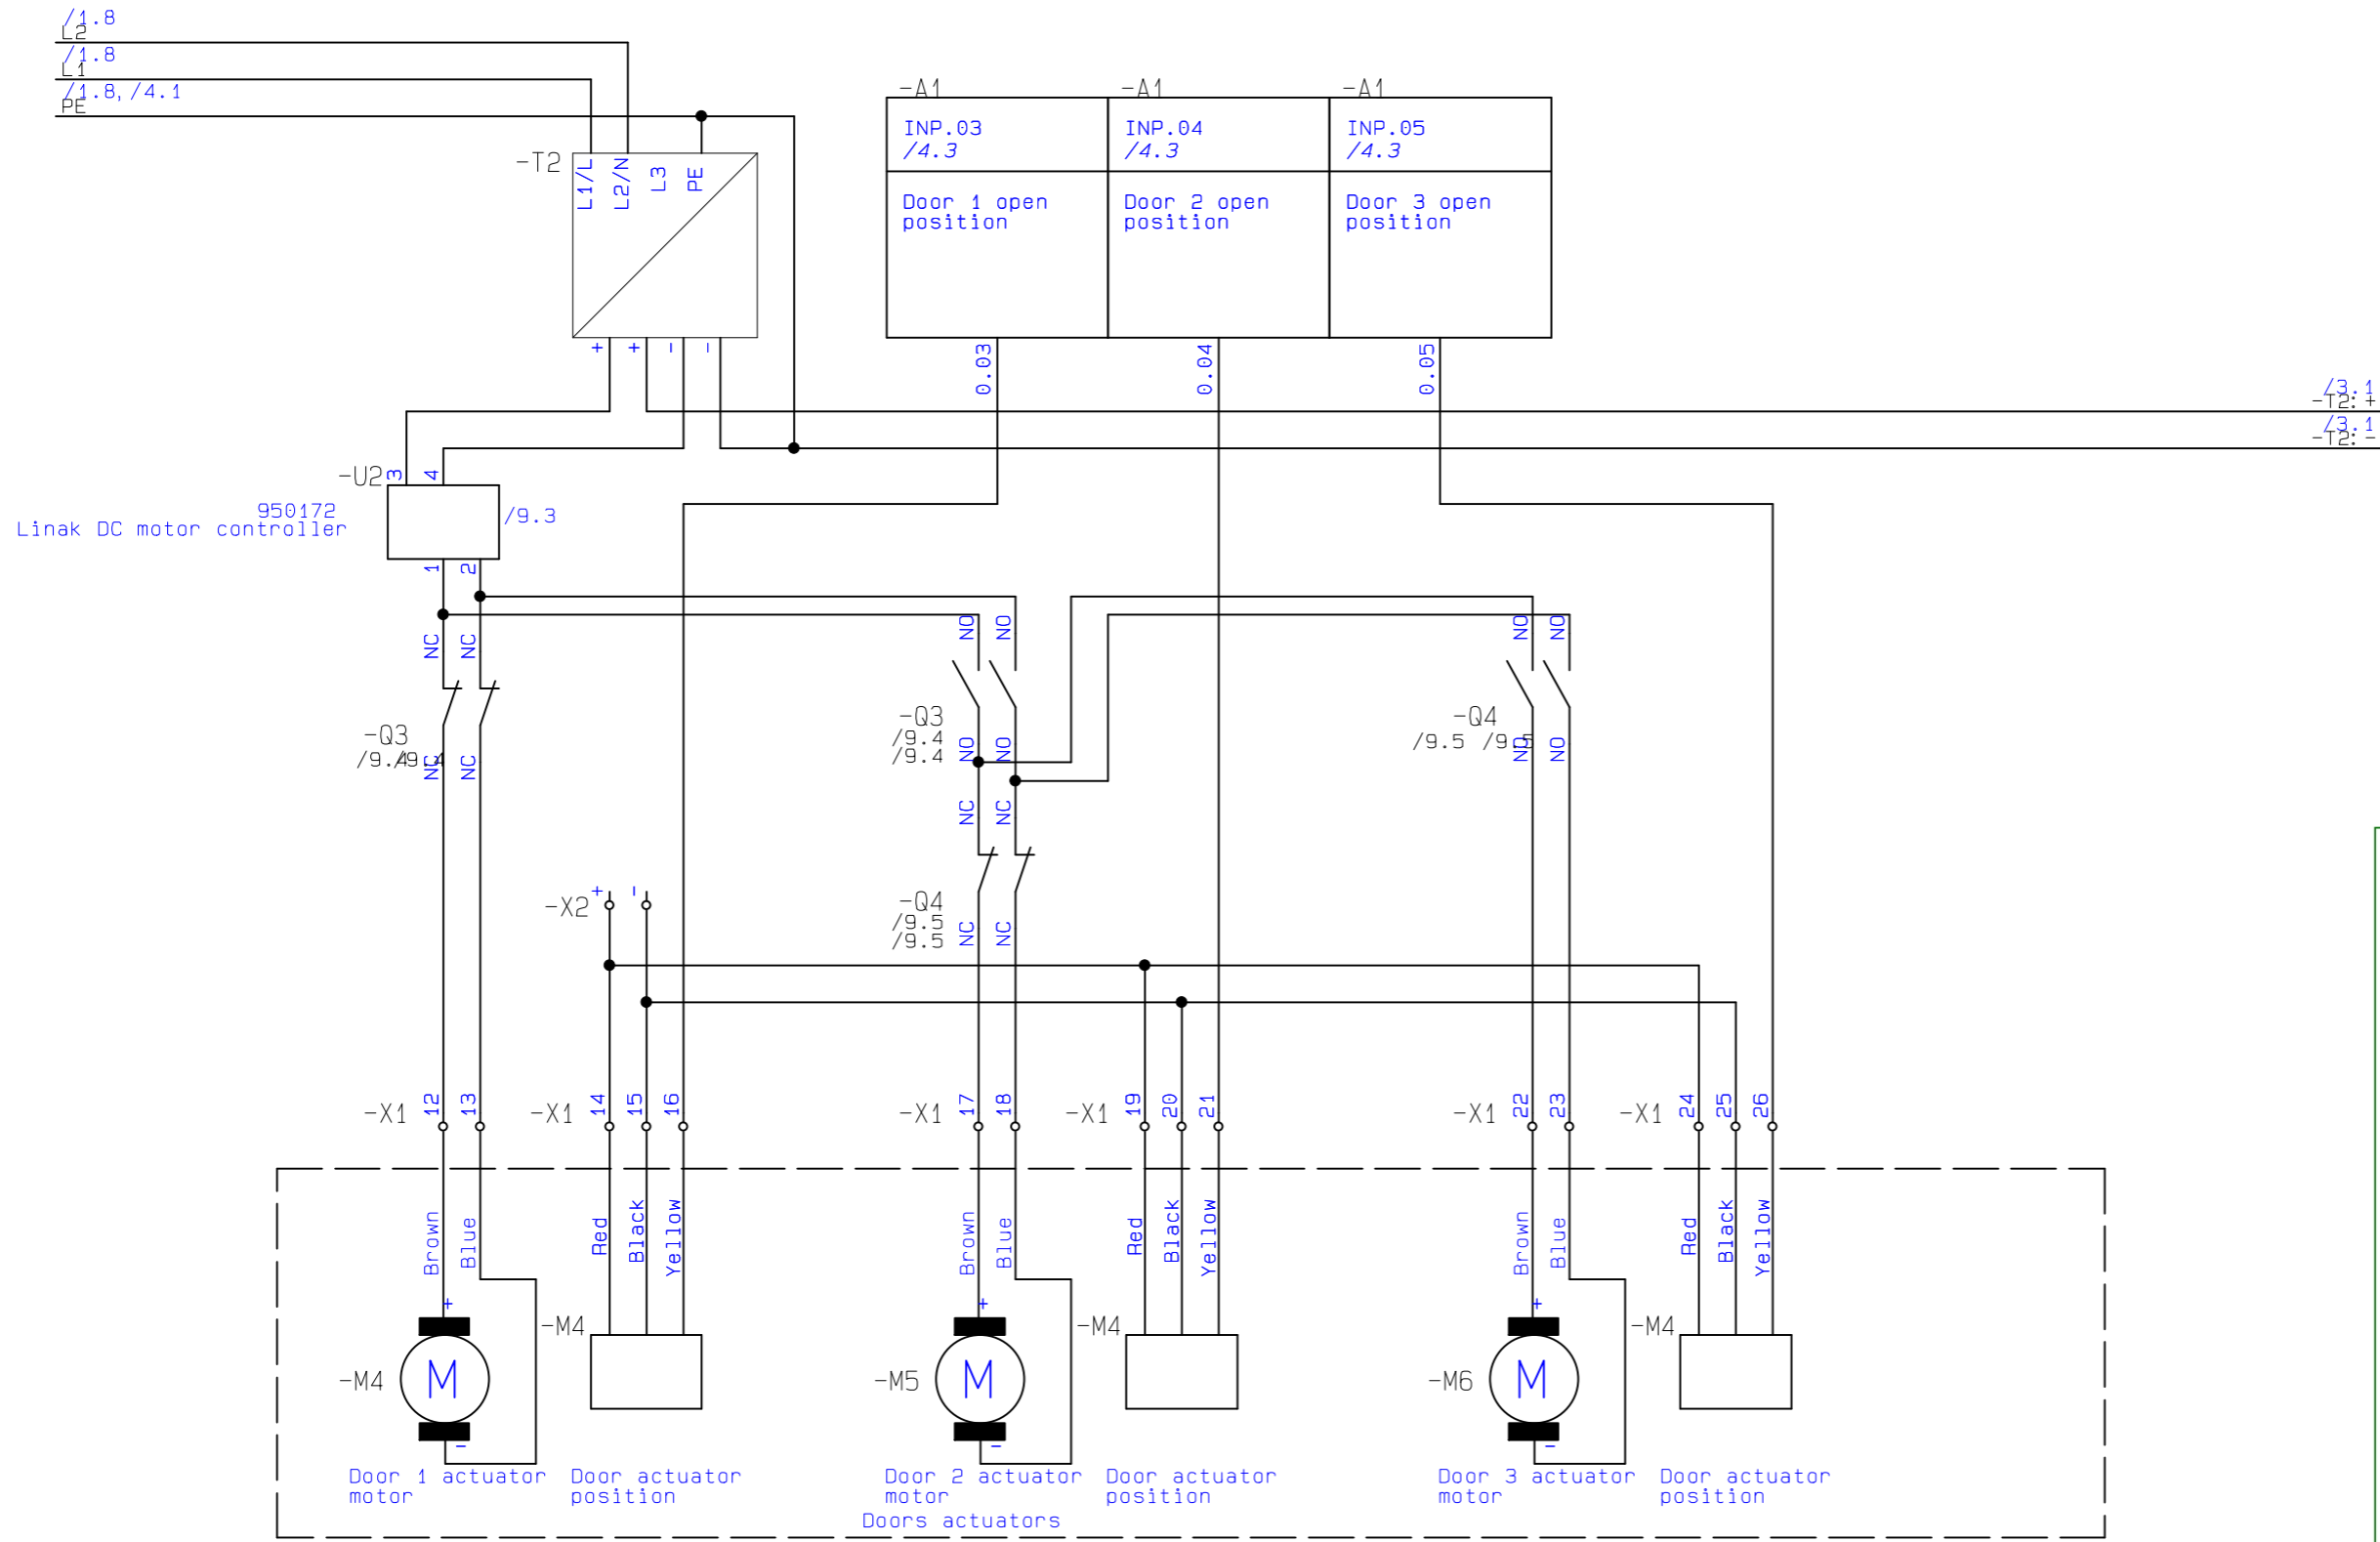 /1.8
L2
/1.8
L1
/1.8,/4.1
PE
-T2
L1/L
L2/N
L3
PE
+
+
-
-
-A1
-A1
-A1
INP.03
/4.3
INP.04
/4.3
INP.05
/4.3
Door 1 open
position
Door 2 open
position
Door 3 open
position
0.03
0.04
0.05
/3.1
-T2:+
/3.1
-T2:-
-U2
3
4
950172
Linak DC motor controller
/9.3
1
2
NC
NC
NO
NO
NO
NO
-Q3
/9.4
/9.4
NC
NC
-Q3
/9.4
/9.4
NO
NO
-Q4
/9.5 /9.5
NO
NO
NC
NC
-X2
+
-
-Q4
/9.5
/9.5
NC
NC
-X1
12
13
-X1
14
15
16
-X1
17
18
-X1
19
20
21
-X1
22
23
-X1
24
25
26
Brown
Blue
Red
Black
Yellow
Brown
Blue
Red
Black
Yellow
Brown
Blue
Red
Black
Yellow
+
-M4
+
-M4
+
-M4
-M4
M
-M5
M
-M6
M
-
-
-
Door 1 actuator
motor
Door actuator
position
Door 2 actuator
motor
Door actuator
position
Door 3 actuator
motor
Door actuator
position
Doors actuators